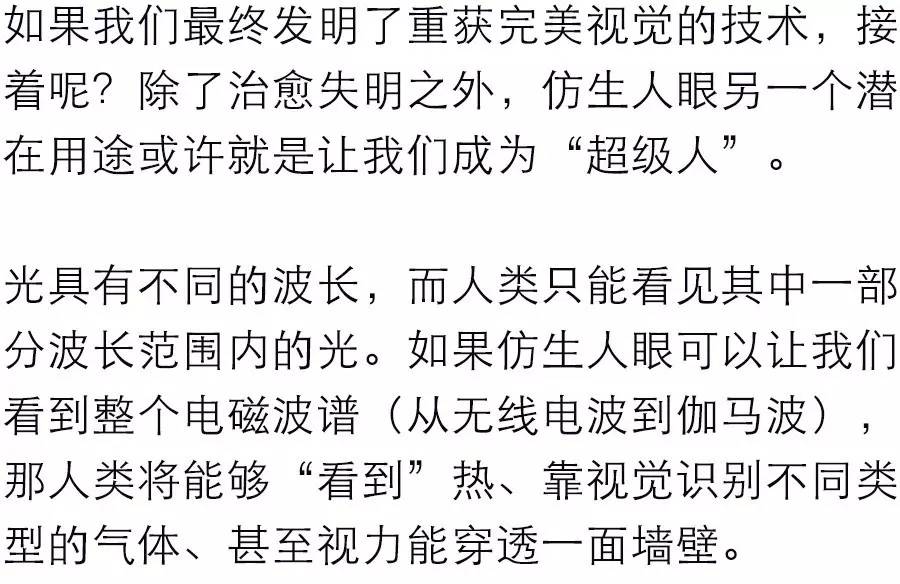 如果我们最终发明了重获完美视觉的技术，接
着呢？除了治愈失明之外，仿生人眼另一个潜
在用途或许就是让我们成为“超级人”。
光具有不同的波长，而人类只能看见其中一部
分波长范围内的光。如果仿生人眼可以让我们
看到整个电磁波谱（从无线电波到伽马波），
那人类将能够“看到”热、靠视觉识别不同类
型的气体、甚至视力能穿透一面墙壁。